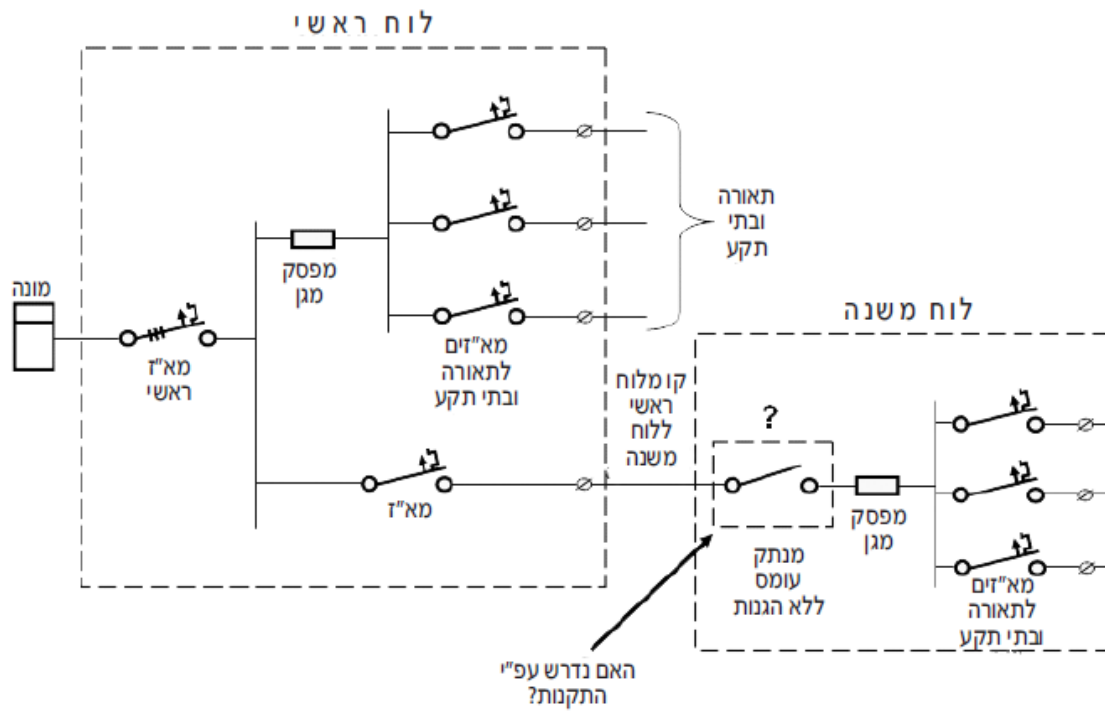 לוח ראשי
מונה
מא"ז
ראשי
מפסק
מגן
מא"זים
לתאורה
ובתי תקע
תאורה
ובתי
תקע
מא"ז
קו מלוח
ראשי
ללוח
משנה
לוח משנה
?
מנתק
עומס
ללא הגנות
מפסק
מגן
מא"זים
לתאורה
ובתי תקע
האם נדרש עפ"י
התקנות?